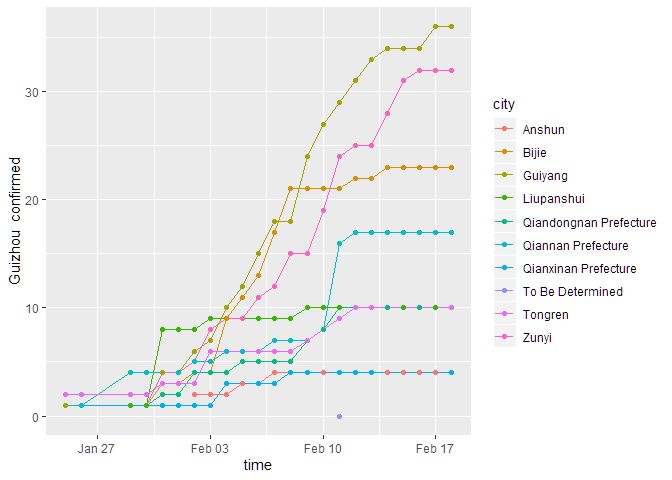 30
20
10
0
Guizhou confirmed
Jan 27
Feb 03
Feb 10
Feb 17
time
city
Anshun
Bijie
Guiyang
Liupanshui
Qiandongnan Prefecture
Qiannan Prefecture
Qianxinan Prefecture
To Be Determined
Tongren
Zunyi